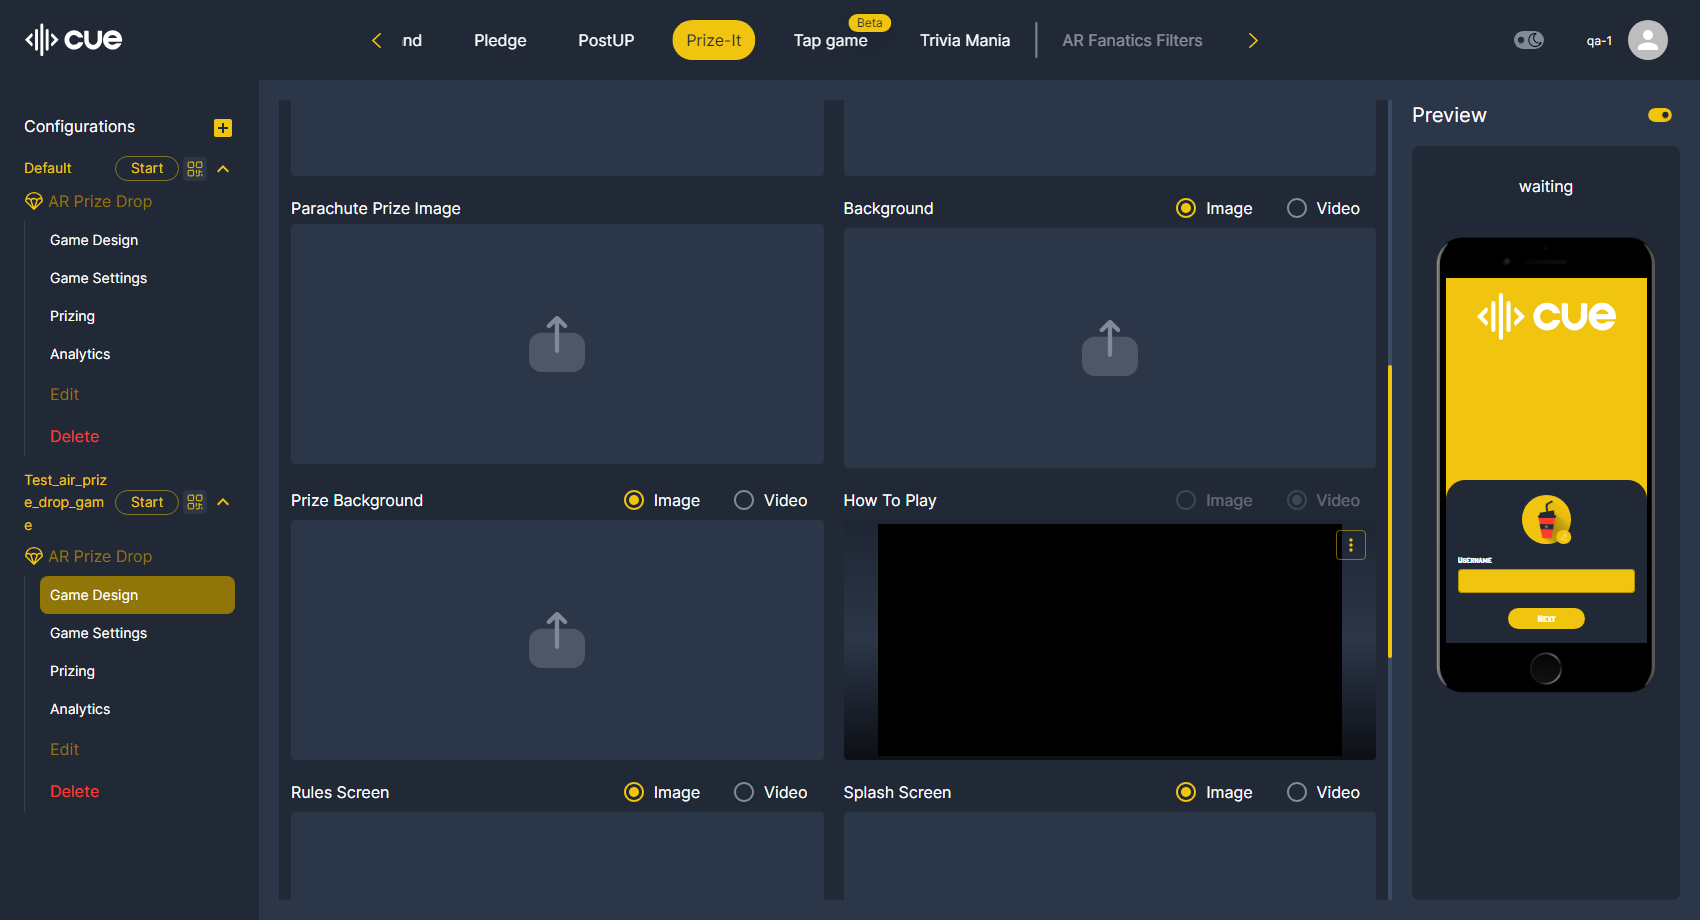 cue
nd
Pledge
PostUP
Prize-It
Beta
Tap game
Trivia Mania
AR Fanatics Filters
qa-1
Configurations
Default
Start
AR Prize Drop
Game Design
Game Settings
Prizing
Analytics
Edit
Delete
Test_air_priz
e_drop_gam
e
Start
AR Prize Drop
Game Design
Game Settings
Prizing
Analytics
Edit
Delete
Parachute Prize Image
Background
Image
Video
Prize Background
Image
Video
How To Play
Image
Video
Rules Screen
Image
Video
Splash Screen
Image
Video
Preview
waiting
cue
Username
Next